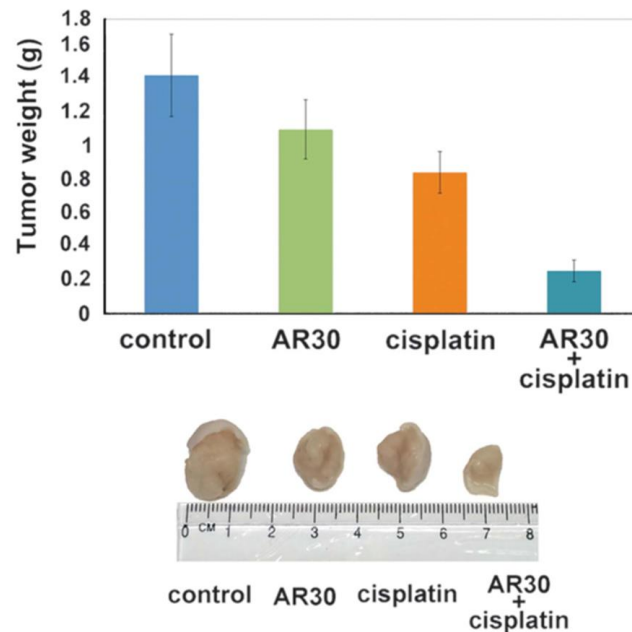 Tumor weight (g)
1.8
1.6
1.4
1.2
1
0.8
0.6
0.4
0.2
0
control
AR30
cisplatin
AR30
+
cisplatin
0 1 2 3 4 5 6 7 8
CM
control
AR30
cisplatin
AR30
+
cisplatin